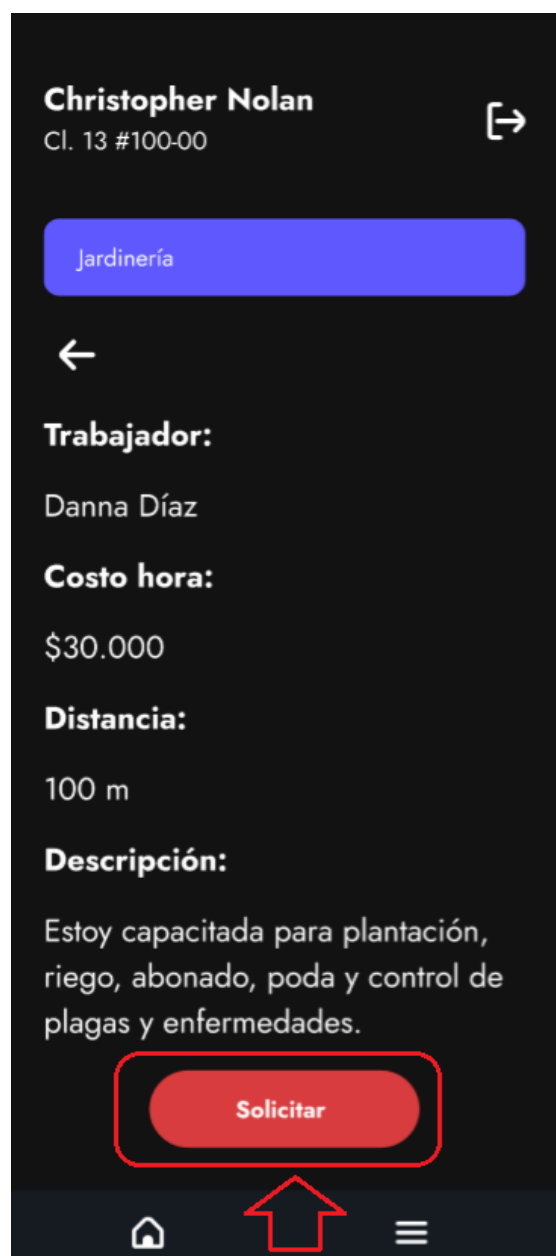 Christopher Nolan
Cl. 13 #100-00
Jardinería
Trabajador:
Danna Díaz
Costo hora:
$30.000
Distancia:
100 m
Descripción:
Estoy capacitada para plantación,
riego, abonado, poda y control de
plagas y enfermedades.
Solicitar